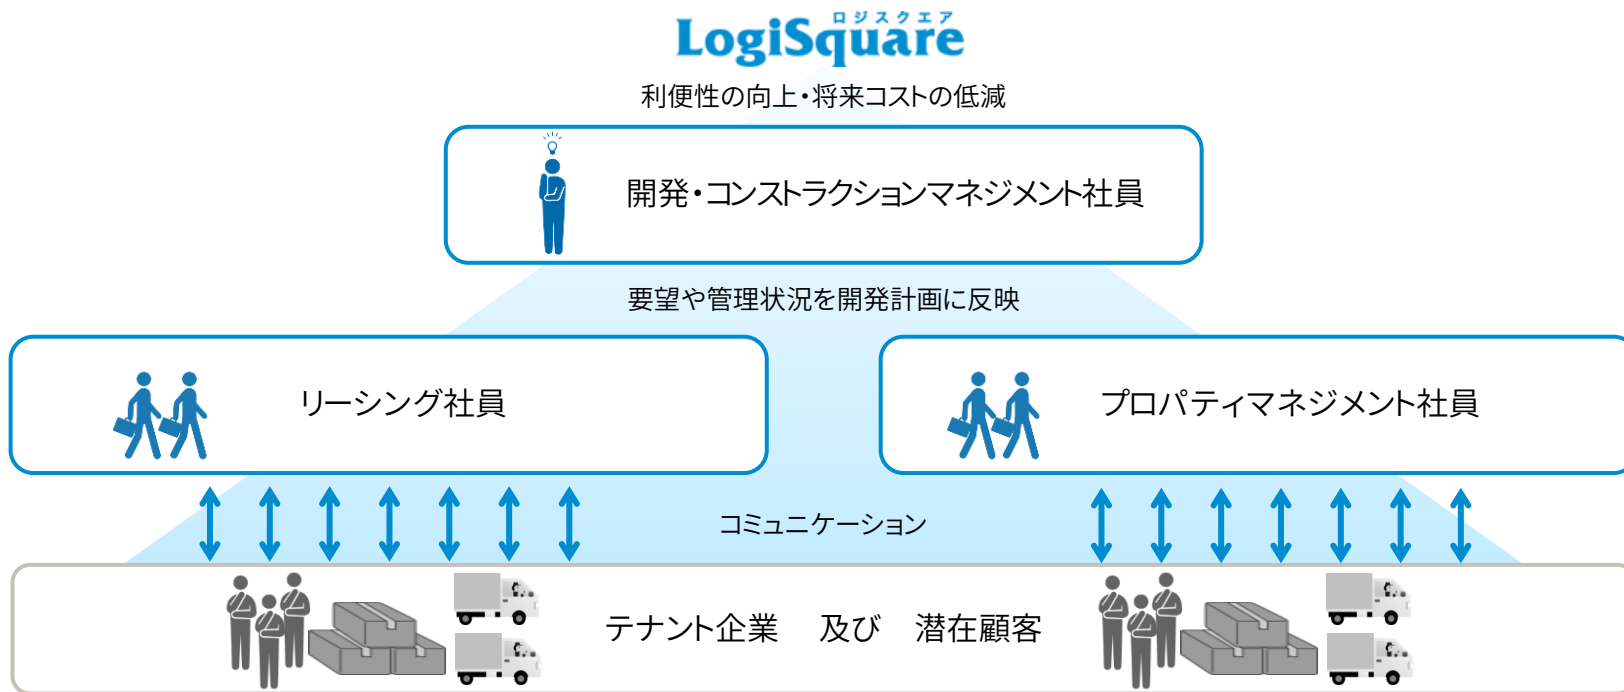 ロジスクエア
LogiSquare
利便性の向上・将来コストの低減
開発・コンストラクションマネジメント社員
要望や管理状況を開発計画に反映
リーシング社員
プロパティマネジメント社員
コミュニケーション
テナント企業 及び 潜在顧客